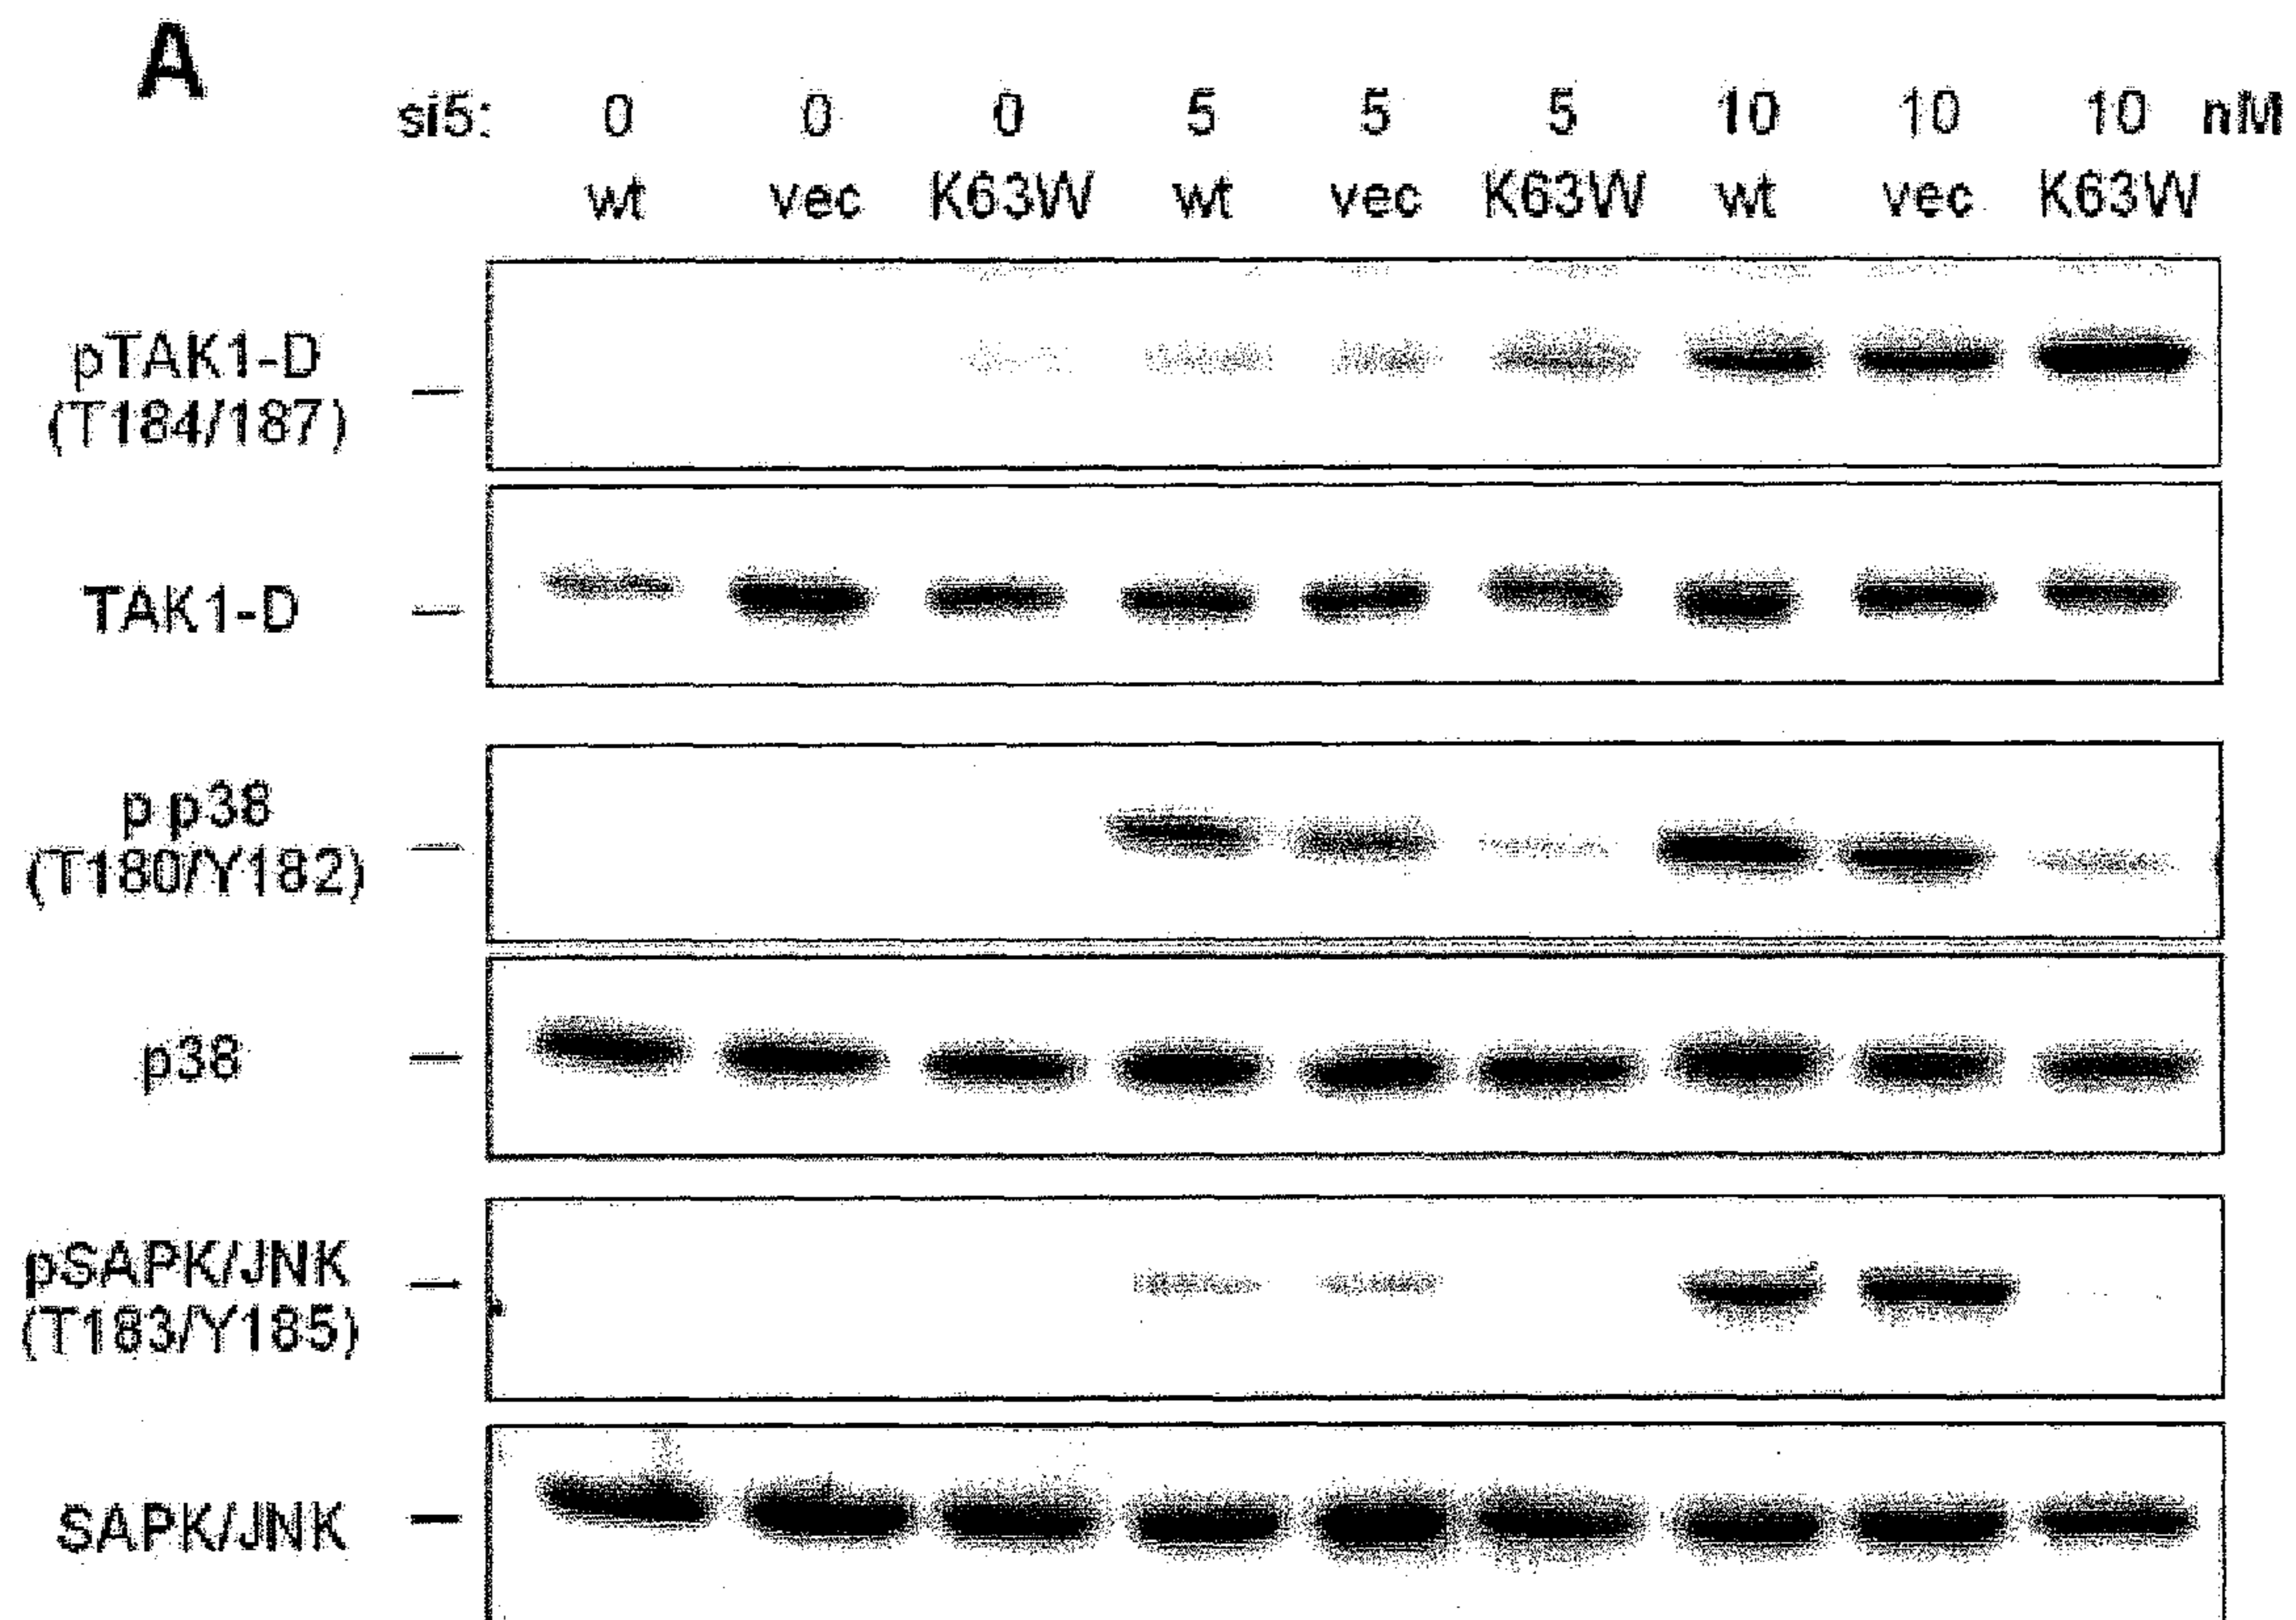 A
si5: 0 0 0 5 5 5 10 10 10 nM
wt vec K63W wt vec K63W wt vec K63W
pTAK1-D
(T184/187)
TAK1-D
p p38
(T180/Y182)
p38
pSAPK/JNK
(T183/Y185)
SAPK/JNK